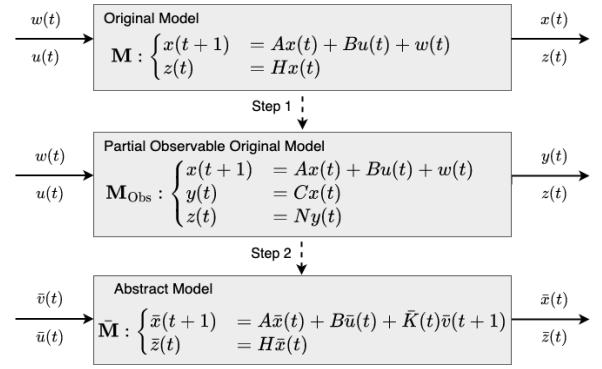 Original Model
w(t)
u(t)
M : { x(t + 1) = Ax(t) + Bu(t) + w(t)
z(t) = Hx(t)
x(t)
z(t)
Step 1
Partial Observable Original Model
w(t)
u(t)
M_Obs : { x(t + 1) = Ax(t) + Bu(t) + w(t)
y(t) = Cx(t)
z(t) = Ny(t)
y(t)
z(t)
Step 2
Abstract Model
v̄(t)
ū(t)
M̄ : { x̄(t + 1) = Ax̄(t) + Bū(t) + K̄(t)v̄(t + 1)
z̄(t) = Hx̄(t)
x̄(t)
z̄(t)